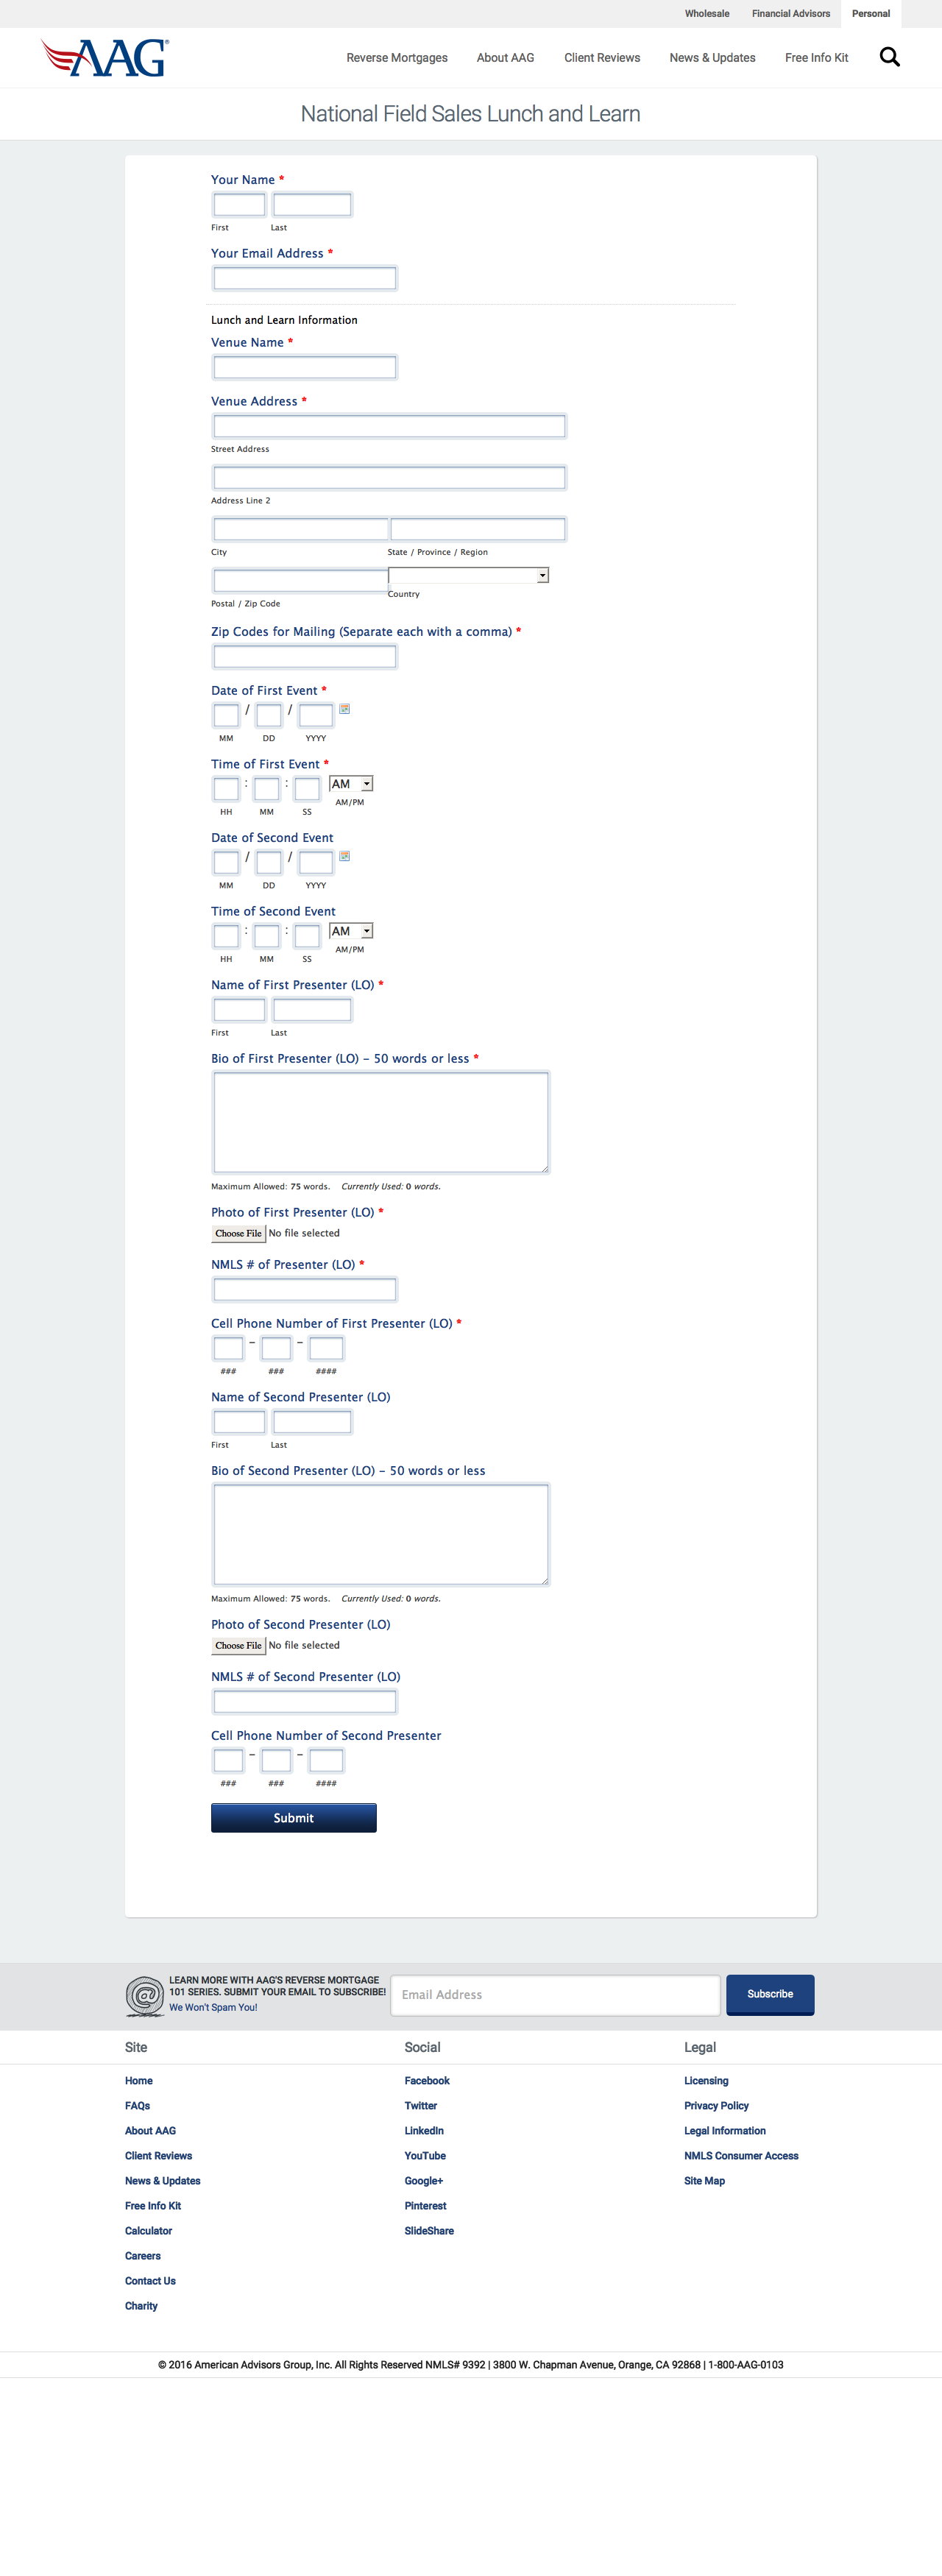 Wholesale Financial Advisors Personal
AAG®
Reverse Mortgages About AAG Client Reviews News & Updates Free Info Kit
National Field Sales Lunch and Learn
Your Name *
First Last
Your Email Address *
Lunch and Learn Information
Venue Name *
Venue Address *
Street Address
Address Line 2
City State / Province / Region
Country
Postal / Zip Code
Zip Codes for Mailing (Separate each with a comma) *
Date of First Event *
/ /
MM DD YYYY
Time of First Event *
: : AM
AM/PM
HH MM SS
Date of Second Event
/ /
MM DD YYYY
Time of Second Event
: : AM
AM/PM
HH MM SS
Name of First Presenter (LO) *
First Last
Bio of First Presenter (LO) – 50 words or less *
Maximum Allowed: 75 words. Currently Used: 0 words.
Photo of First Presenter (LO) *
Choose File No file selected
NMLS # of Presenter (LO) *
Cell Phone Number of First Presenter (LO) *
– –
### ### ####
Name of Second Presenter (LO)
First Last
Bio of Second Presenter (LO) – 50 words or less
Maximum Allowed: 75 words. Currently Used: 0 words.
Photo of Second Presenter (LO)
Choose File No file selected
NMLS # of Second Presenter (LO)
Cell Phone Number of Second Presenter
– –
### ### ####
Submit
LEARN MORE WITH AAG'S REVERSE MORTGAGE
101 SERIES. SUBMIT YOUR EMAIL TO SUBSCRIBE!
We Won't Spam You!
Email Address
Subscribe
Site
Home
FAQs
About AAG
Client Reviews
News & Updates
Free Info Kit
Calculator
Careers
Contact Us
Charity
Social
Facebook
Twitter
LinkedIn
YouTube
Google+
Pinterest
SlideShare
Legal
Licensing
Privacy Policy
Legal Information
NMLS Consumer Access
Site Map
© 2016 American Advisors Group, Inc. All Rights Reserved NMLS# 9392 | 3800 W. Chapman Avenue, Orange, CA 92868 | 1-800-AAG-0103